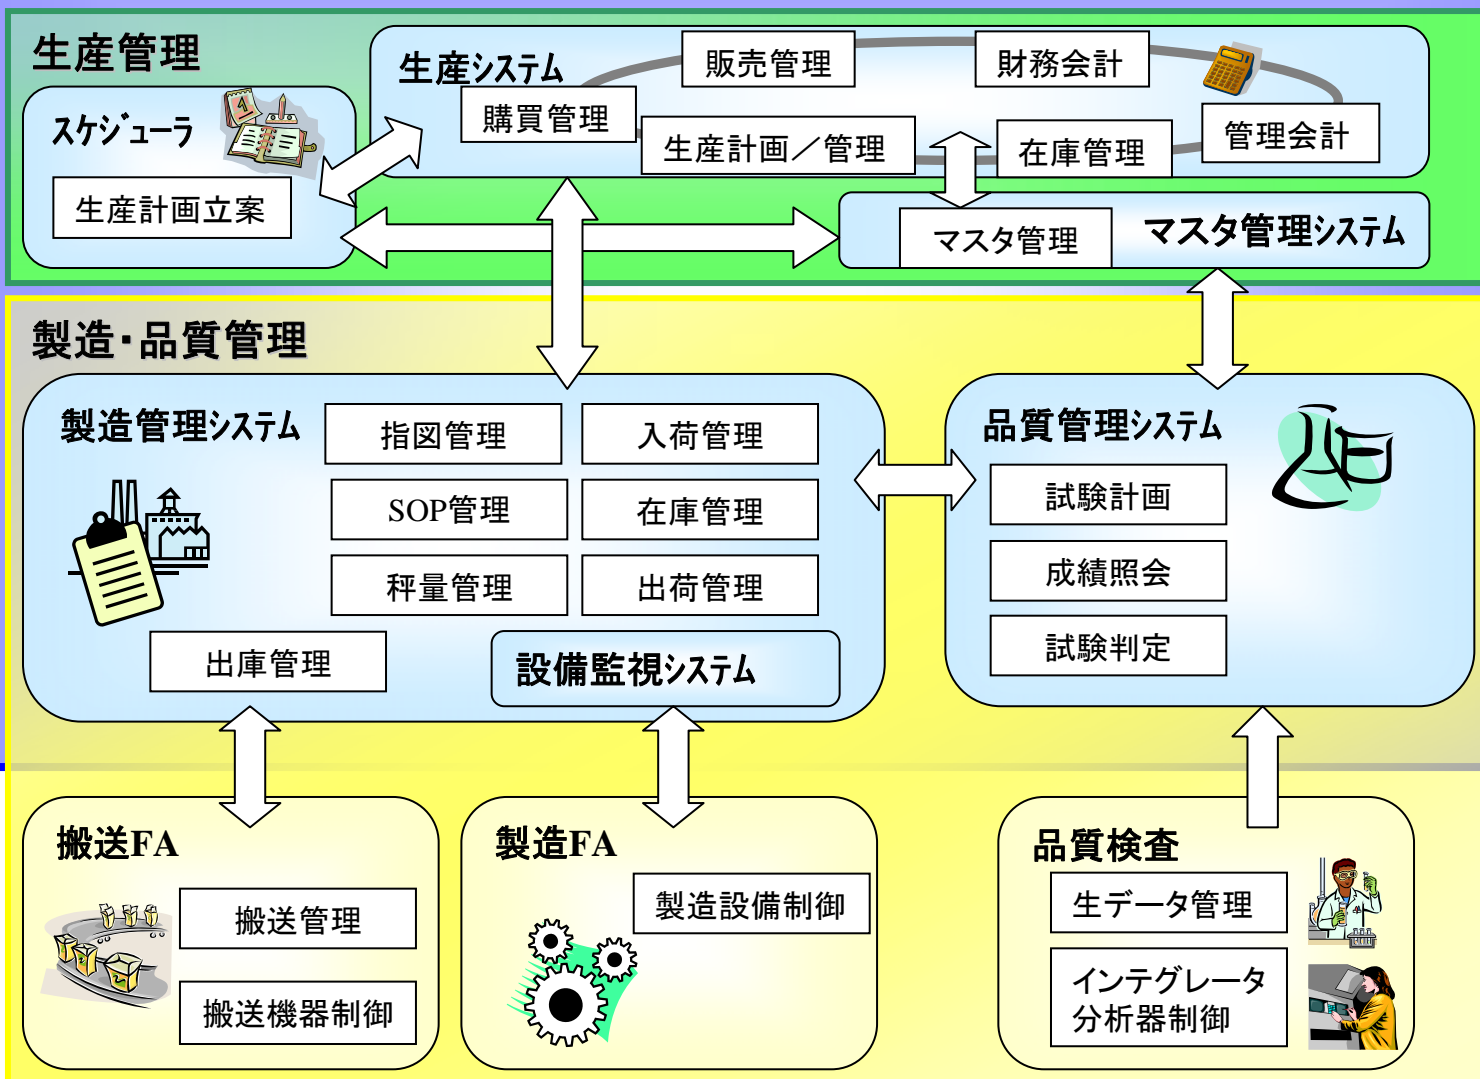 生産管理
スケジューラ
1
生産計画立案
生産システム
販売管理
財務会計
購買管理
生産計画／管理
在庫管理
管理会計
マスタ管理
マスタ管理システム
製造・品質管理
製造管理システム
指図管理
入荷管理
SOP管理
在庫管理
秤量管理
出荷管理
出庫管理
設備監視システム
品質管理システム
試験計画
成績照会
試験判定
搬送FA
搬送管理
搬送機器制御
製造FA
製造設備制御
品質検査
生データ管理
インテグレータ
分析器制御